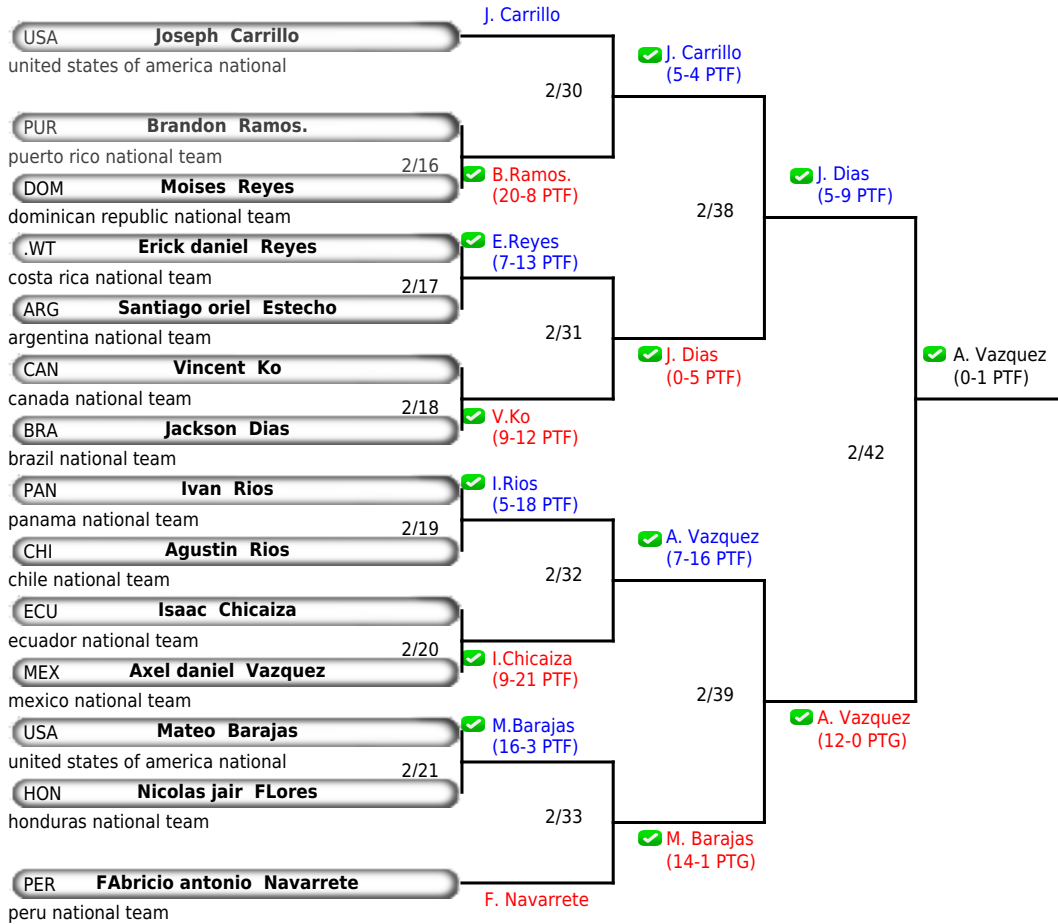 J. Carrillo
USA Joseph Carrillo
united states of america national
J. Carrillo
(5-4 PTF)
2/30
PUR Brandon Ramos.
puerto rico national team
2/16
B.Ramos.
(20-8 PTF)
DOM Moises Reyes
dominican republic national team
J. Dias
(5-9 PTF)
2/38
.WT Erick daniel Reyes
costa rica national team
E.Reyes
(7-13 PTF)
2/17
ARG Santiago oriel Estecho
argentina national team
2/31
J. Dias
(0-5 PTF)
A. Vazquez
(0-1 PTF)
CAN Vincent Ko
canada national team
2/18
V.Ko
(9-12 PTF)
BRA Jackson Dias
brazil national team
2/42
PAN Ivan Rios
panama national team
I.Rios
(5-18 PTF)
2/19
CHI Agustin Rios
chile national team
A. Vazquez
(7-16 PTF)
2/32
ECU Isaac Chicaiza
ecuador national team
2/20
I.Chicaiza
(9-21 PTF)
MEX Axel daniel Vazquez
mexico national team
2/39
A. Vazquez
(12-0 PTG)
USA Mateo Barajas
united states of america national
M.Barajas
(16-3 PTF)
2/21
HON Nicolas jair FLores
honduras national team
2/33
M. Barajas
(14-1 PTG)
PER FAbricio antonio Navarrete
peru national team
F. Navarrete